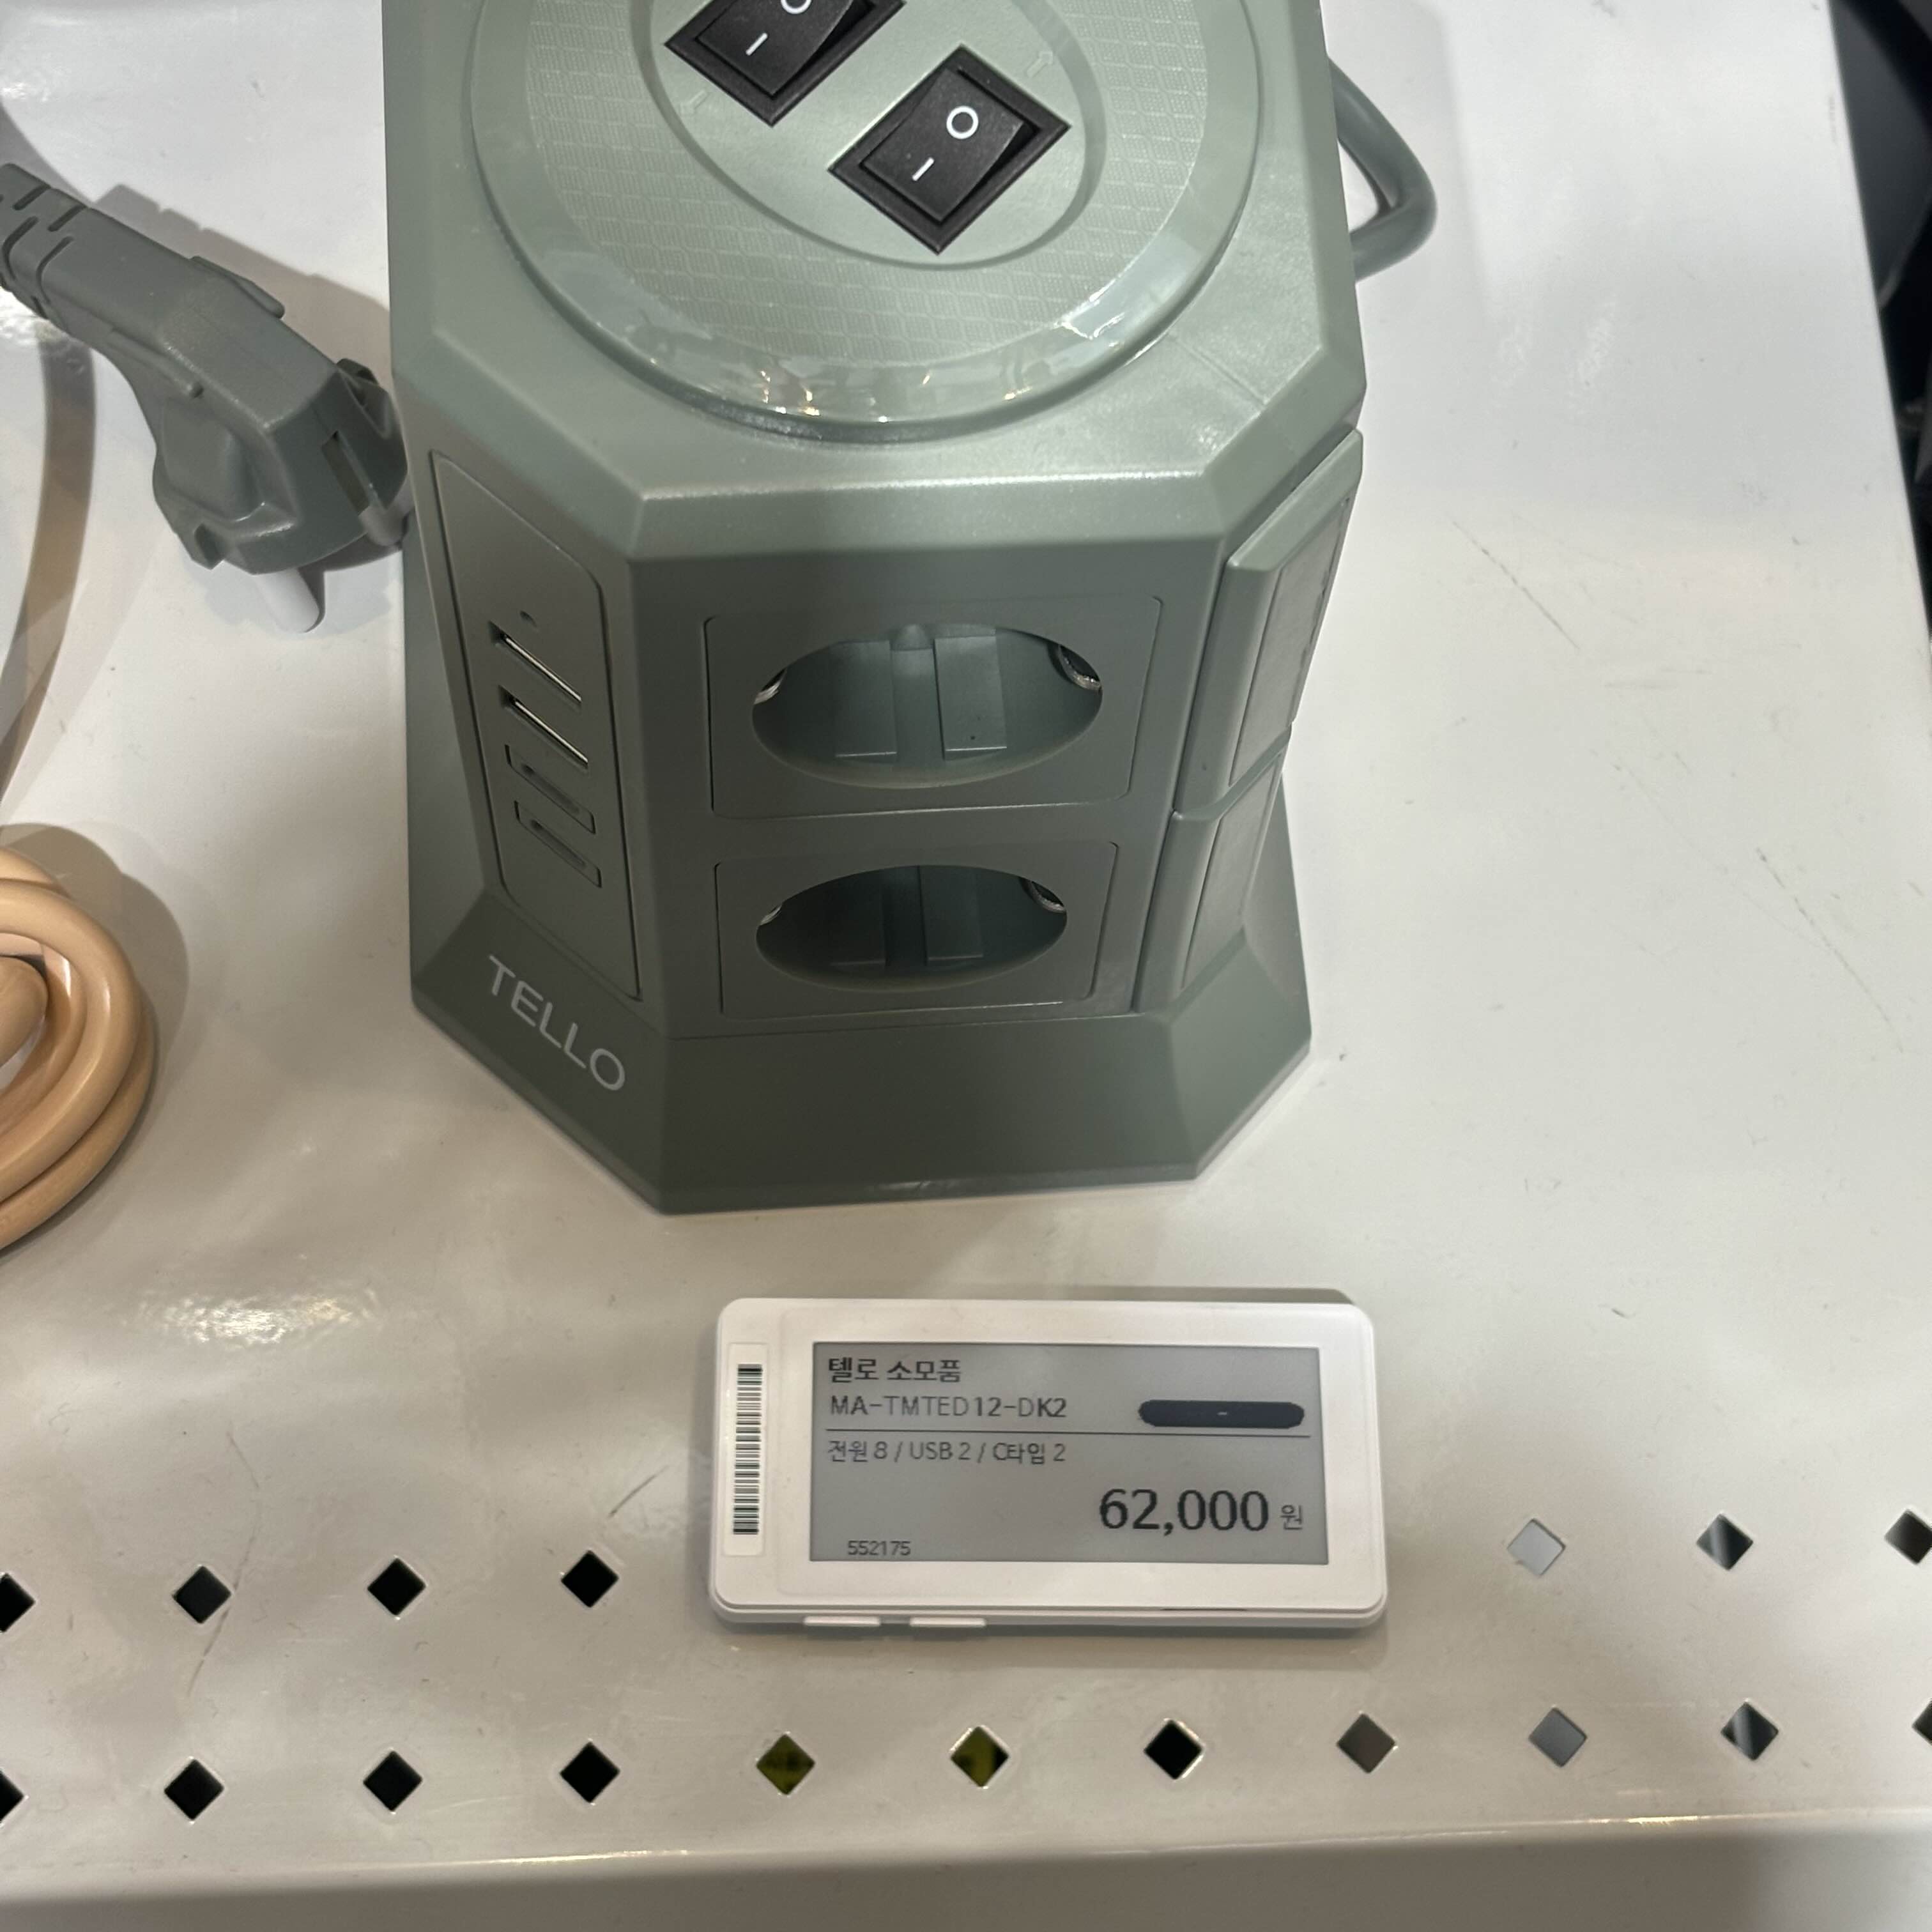 TELLO
텔로 소모품
MA-TMTED12-DK2
전원 8 / USB 2 / C타입 2
62,000 원
552175